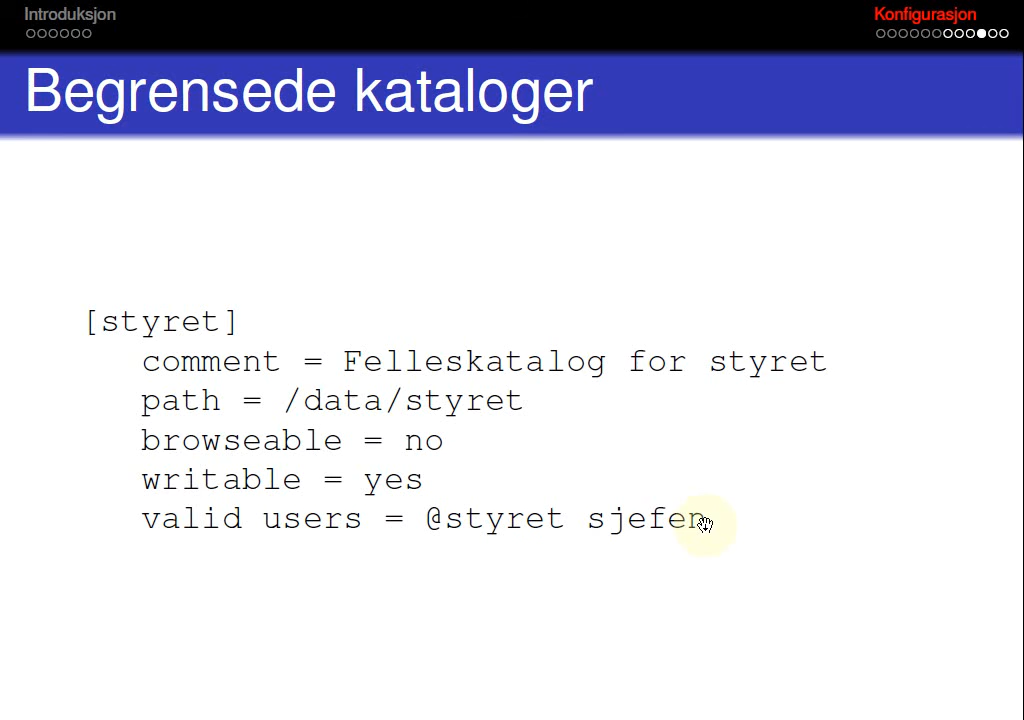 Introduksjon
Konfigurasjon
Begrensede kataloger
[styret]
comment = Felleskatalog for styret
path = /data/styret
browseable = no
writable = yes
valid users = @styret sjefen